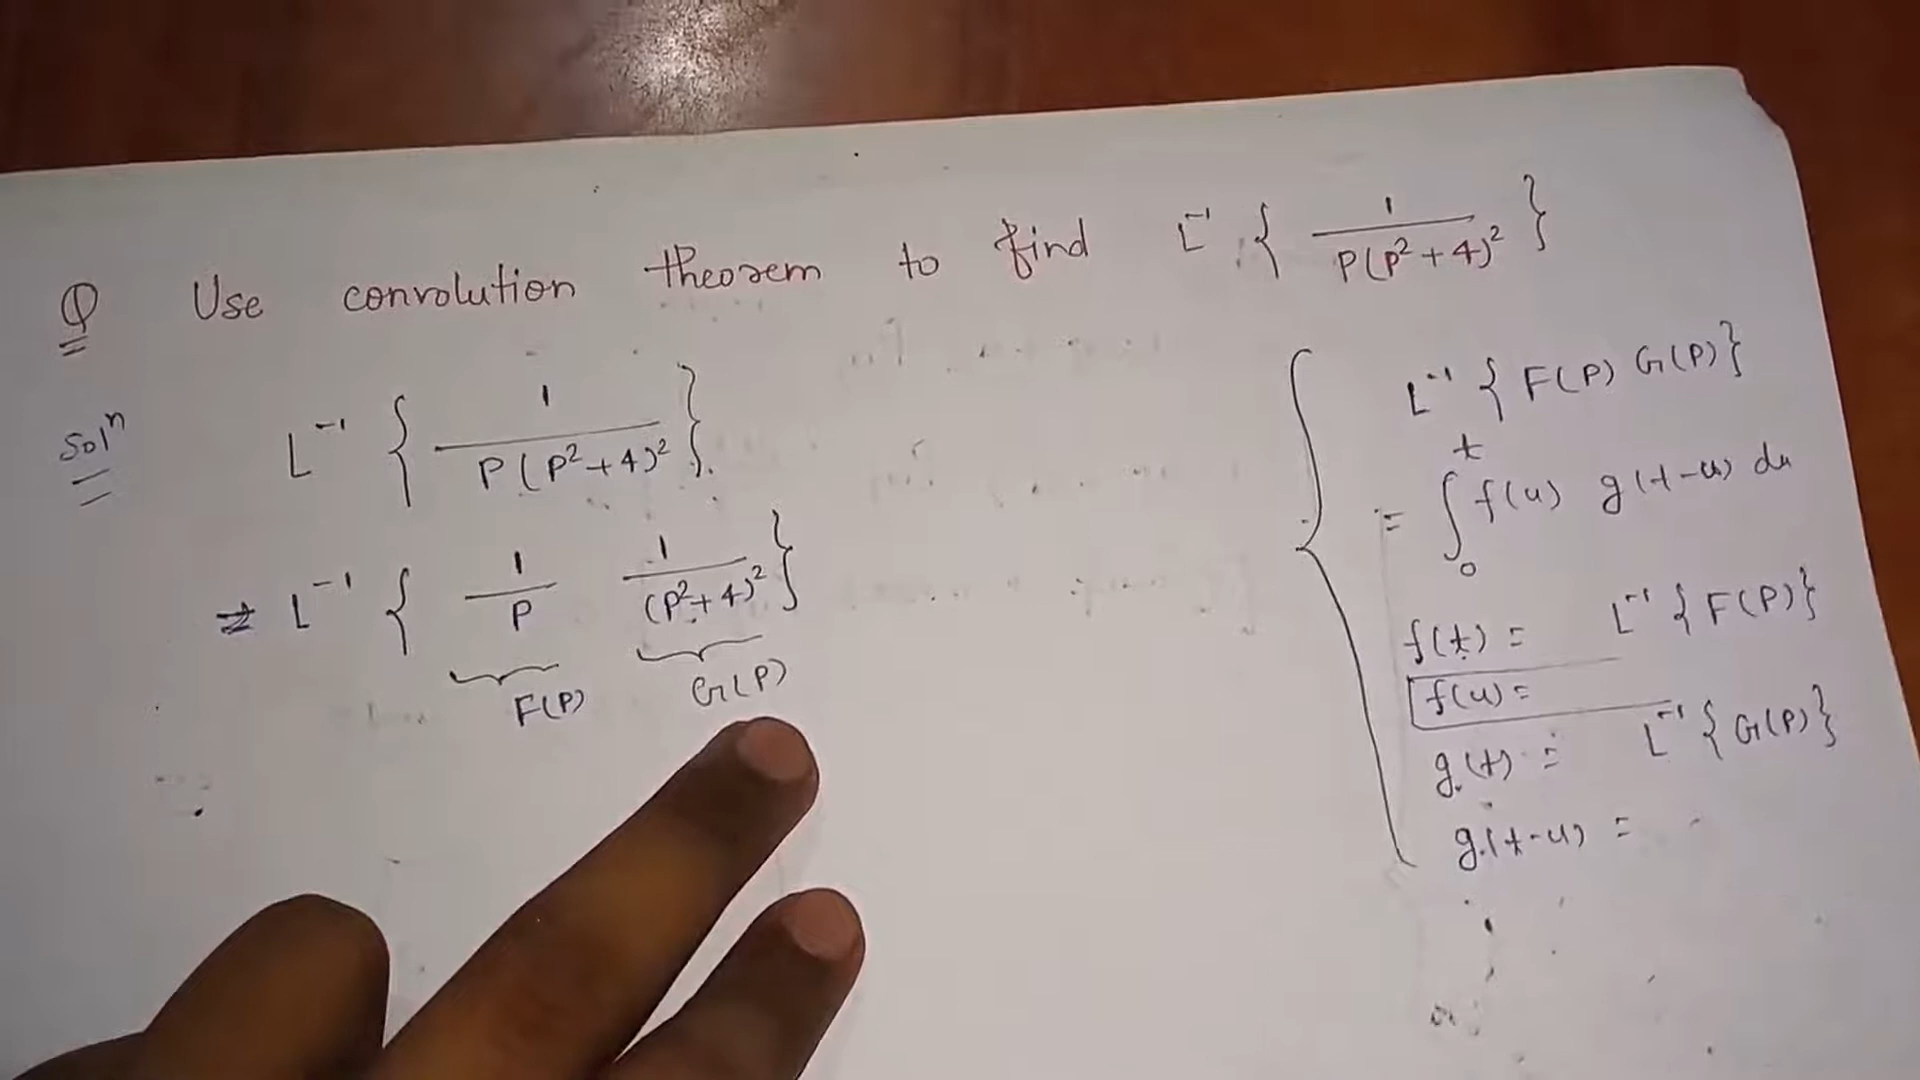 Q Use convolution theorem to find L⁻¹ { 1 / P(P²+4)² }
Solⁿ L⁻¹ { 1 / P(P²+4)² }.
= L⁻¹ { 1/P 1/(P²+4)² }
F(P) G(P)
L⁻¹ { F(P) G(P) }
= ∫₀ᵗ f(u) g(t-u) du
f(t) = L⁻¹ { F(P) }
f(u) =
g(t) = L⁻¹ { G(P) }
g(t-u) =